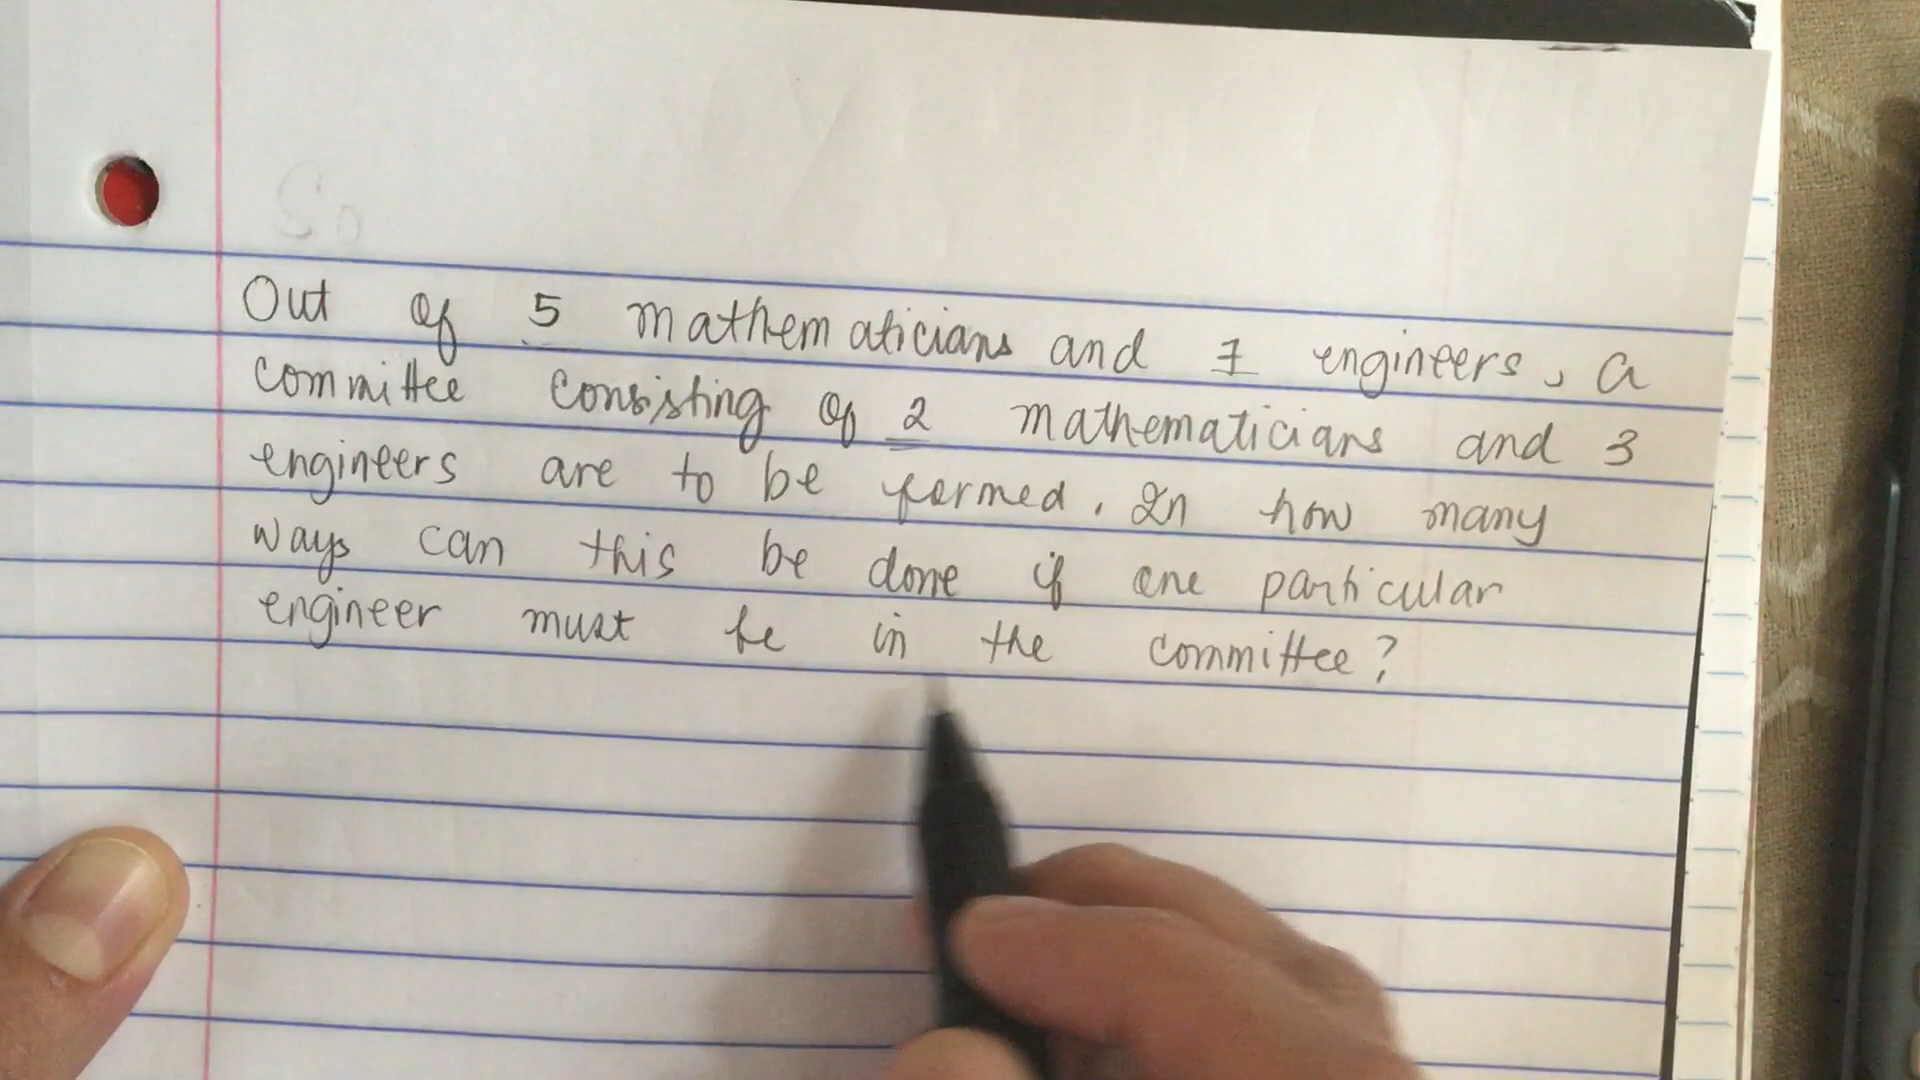 Out of 5 mathematicians and 7 engineers, a
committee consisting of 2 mathematicians and 3
engineers are to be formed. In how many
ways can this be done if one particular
engineer must be in the committee?